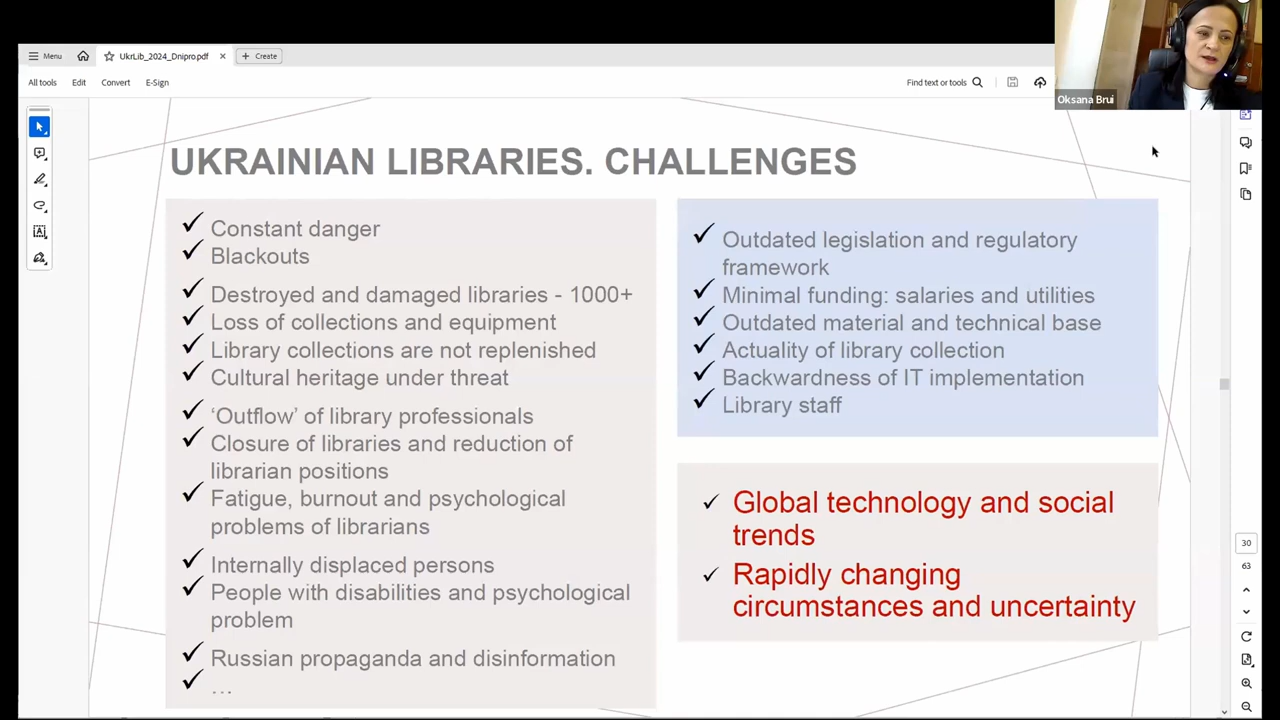 Menu
UkrLib_2024_Dnipro.pdf
Create
All tools
Edit
Convert
E-Sign
Find text or tools
Oksana Brui
UKRAINIAN LIBRARIES. CHALLENGES
Constant danger
Blackouts
Destroyed and damaged libraries - 1000+
Loss of collections and equipment
Library collections are not replenished
Cultural heritage under threat
‘Outflow’ of library professionals
Closure of libraries and reduction of
librarian positions
Fatigue, burnout and psychological
problems of librarians
Internally displaced persons
People with disabilities and psychological
problem
Russian propaganda and disinformation
...
Outdated legislation and regulatory
framework
Minimal funding: salaries and utilities
Outdated material and technical base
Actuality of library collection
Backwardness of IT implementation
Library staff
Global technology and social
trends
Rapidly changing
circumstances and uncertainty
30
63